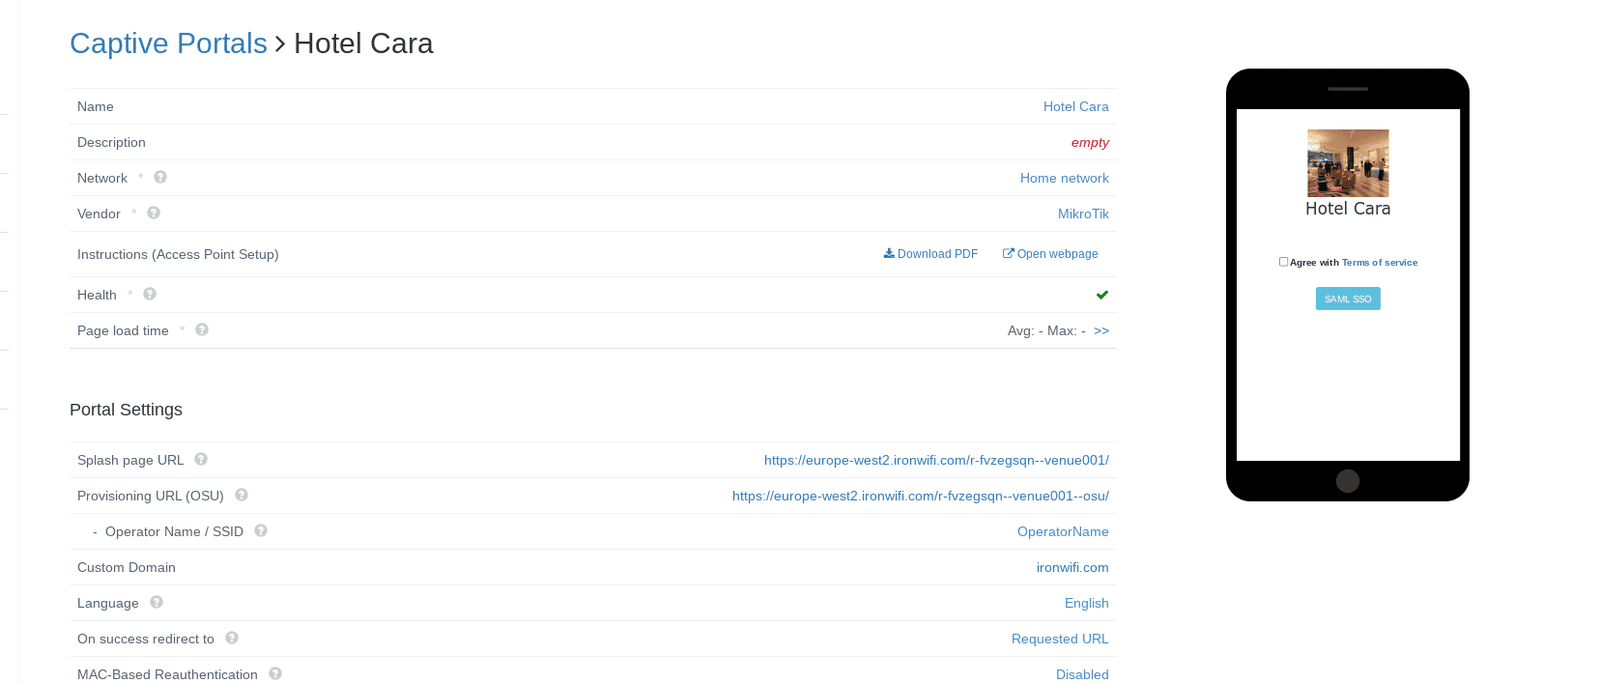 Captive Portals > Hotel Cara
Name Hotel Cara
Description empty
Network * ? Home network
Vendor * ? MikroTik
Instructions (Access Point Setup) Download PDF Open webpage
Health * ?
Page load time * ? Avg: - Max: - >>
Portal Settings
Splash page URL ? https://europe-west2.ironwifi.com/r-fvzegsqn--venue001/
Provisioning URL (OSU) ? https://europe-west2.ironwifi.com/r-fvzegsqn--venue001--osu/
- Operator Name / SSID ? OperatorName
Custom Domain ironwifi.com
Language ? English
On success redirect to ? Requested URL
MAC-Based Reauthentication ? Disabled
Hotel Cara
Agree with Terms of service
SAML SSO